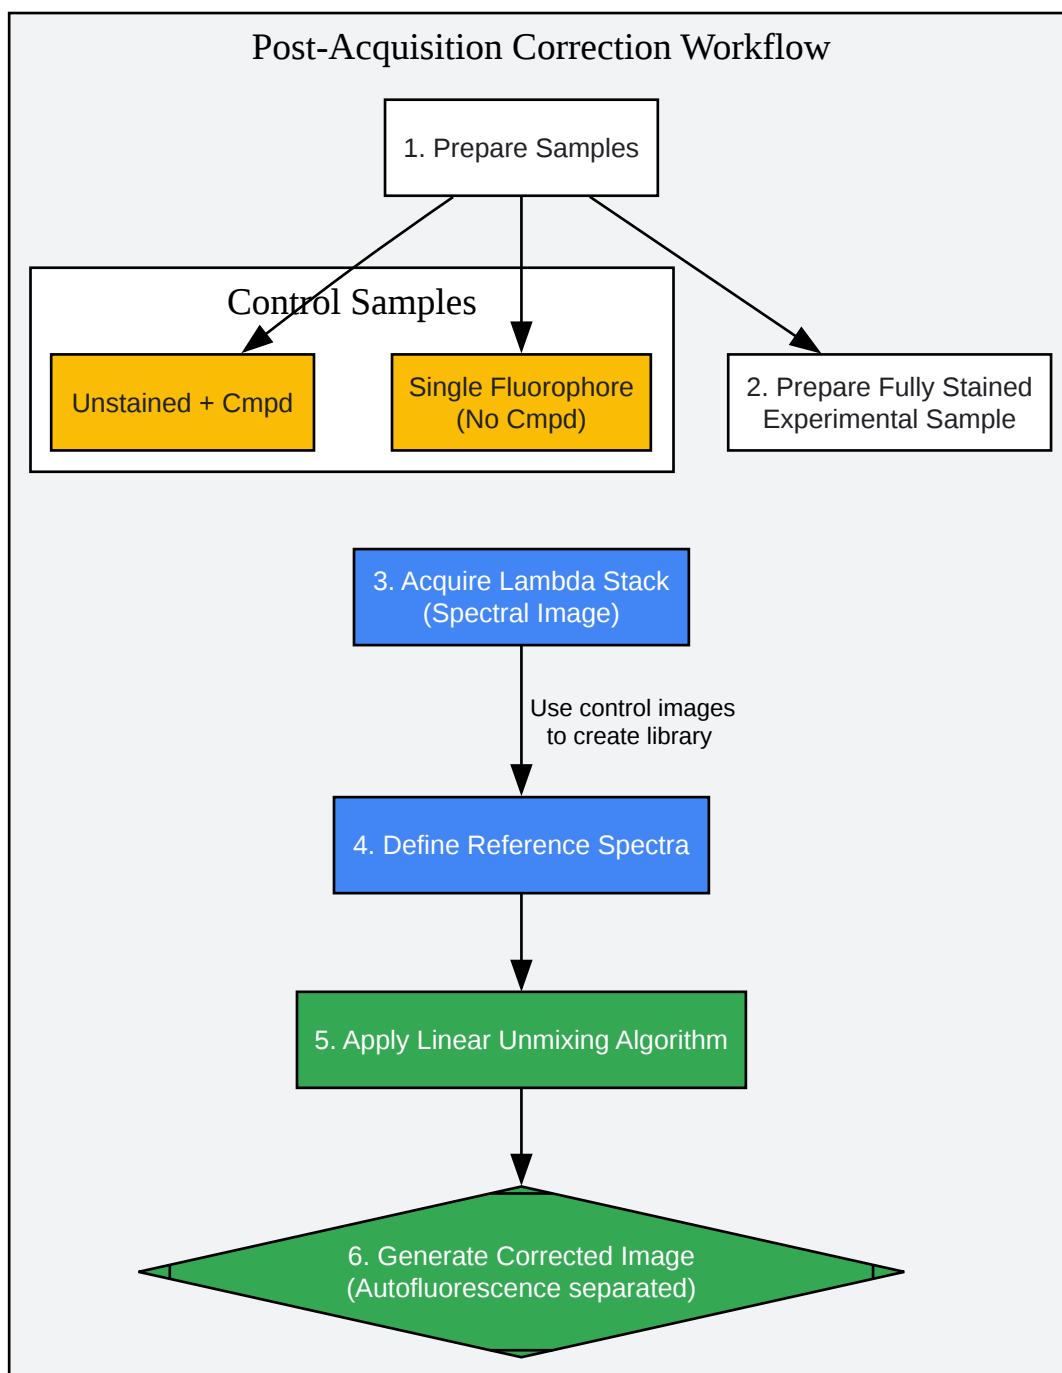 Post-Acquisition Correction Workflow
1. Prepare Samples
Control Samples
Unstained + Cmpd
Single Fluorophore
(No Cmpd)
2. Prepare Fully Stained
Experimental Sample
3. Acquire Lambda Stack
(Spectral Image)
Use control images
to create library
4. Define Reference Spectra
5. Apply Linear Unmixing Algorithm
6. Generate Corrected Image
(Autofluorescence separated)